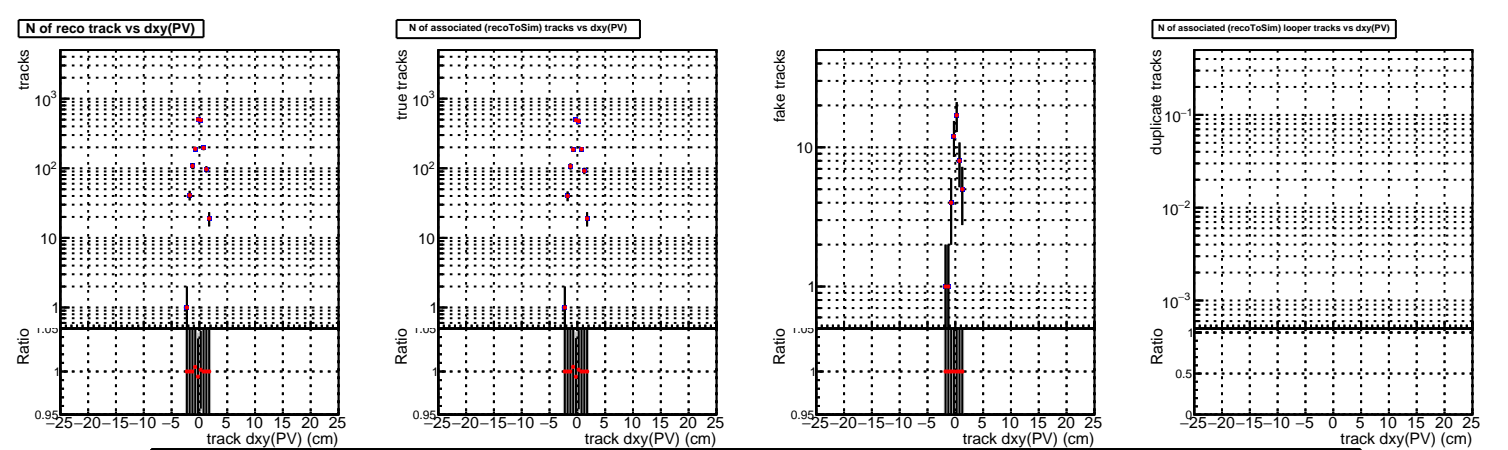 N of reco track vs dxy(PV)
tracks
10³
10²
10
1
1.05
Ratio
1
0.95
−25 −20 −15 −10 −5 0 5 10 15 20 25
track dxy(PV) (cm)
N of associated (recoToSim) tracks vs dxy(PV)
true tracks
10³
10²
10
1
1.05
Ratio
1
0.95
−25 −20 −15 −10 −5 0 5 10 15 20 25
track dxy(PV) (cm)
fake tracks
10
1
1.05
Ratio
1
0.95
−25 −20 −15 −10 −5 0 5 10 15 20 25
track dxy(PV) (cm)
N of associated (recoToSim) looper tracks vs dxy(PV)
duplicate tracks
10⁻¹
10⁻²
10⁻³
Ratio
1
0.5
0
−25 −20 −15 −10 −5 0 5 10 15 20 25
track dxy(PV) (cm)